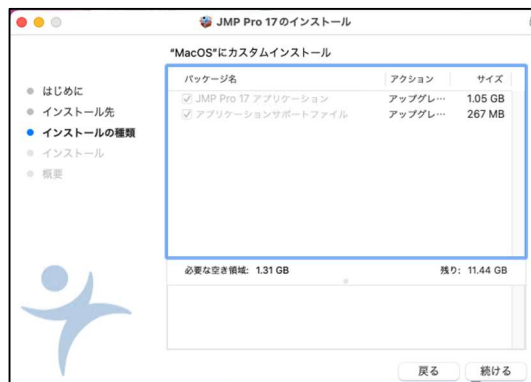 JMP Pro 17のインストール
"MacOS"にカスタムインストール
はじめに
インストール先
インストールの種類
インストール
概要
パッケージ名 アクション サイズ
JMP Pro 17 アプリケーション アップグレ… 1.05 GB
アプリケーションサポートファイル アップグレ… 267 MB
必要な空き領域: 1.31 GB 残り: 11.44 GB
戻る 続ける